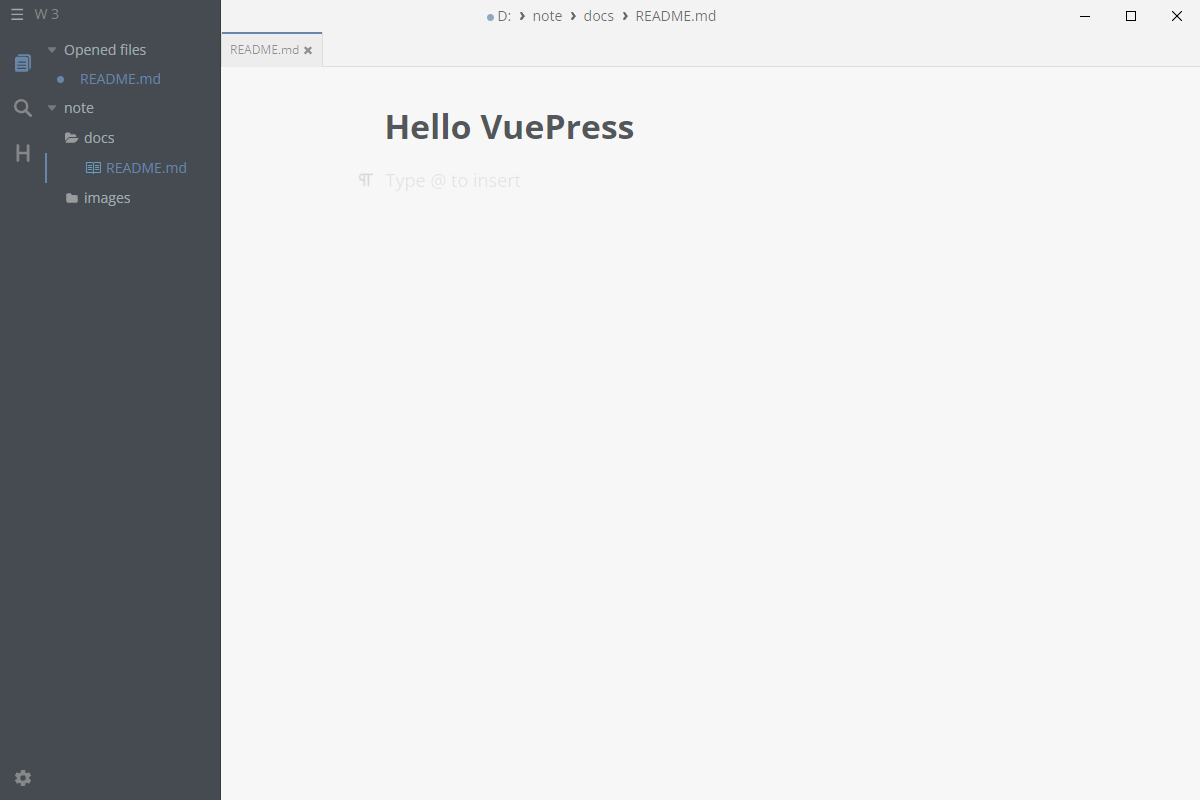 W 3
D: › note › docs › README.md
Opened files
README.md
note
docs
README.md
images
README.md
Hello VuePress
Type @ to insert